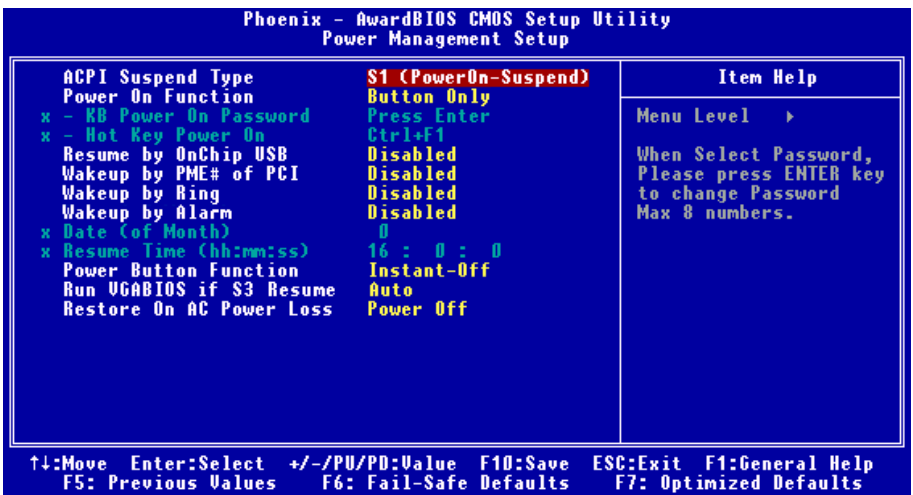 Phoenix - AwardBIOS CMOS Setup Utility
Power Management Setup
ACPI Suspend Type S1 (PowerOn-Suspend)
Power On Function Button Only
x - KB Power On Password Press Enter
x - Hot Key Power On Ctrl+F1
Resume by OnChip USB Disabled
Wakeup by PME# of PCI Disabled
Wakeup by Ring Disabled
Wakeup by Alarm Disabled
x Date (of Month) 0
x Resume Time (hh:mm:ss) 16 : 0 : 0
Power Button Function Instant-Off
Run VGABIOS if S3 Resume Auto
Restore On AC Power Loss Power Off
Item Help
Menu Level ▸
When Select Password,
Please press ENTER key
to change Password
Max 8 numbers.
↑↓:Move Enter:Select +/-/PU/PD:Value F10:Save ESC:Exit F1:General Help
F5: Previous Values F6: Fail-Safe Defaults F7: Optimized Defaults